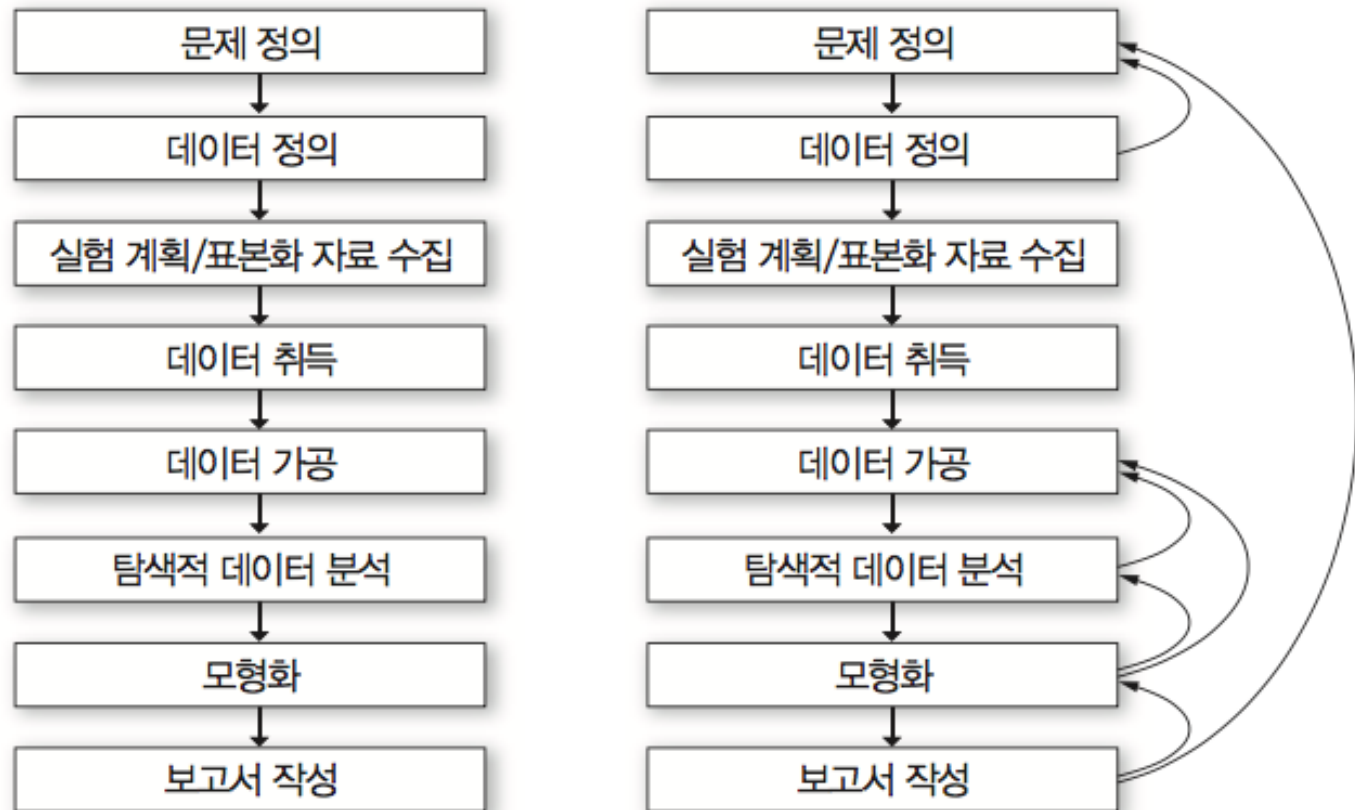 문제 정의
데이터 정의
실험 계획/표본화 자료 수집
데이터 취득
데이터 가공
탐색적 데이터 분석
모형화
보고서 작성
문제 정의
데이터 정의
실험 계획/표본화 자료 수집
데이터 취득
데이터 가공
탐색적 데이터 분석
모형화
보고서 작성